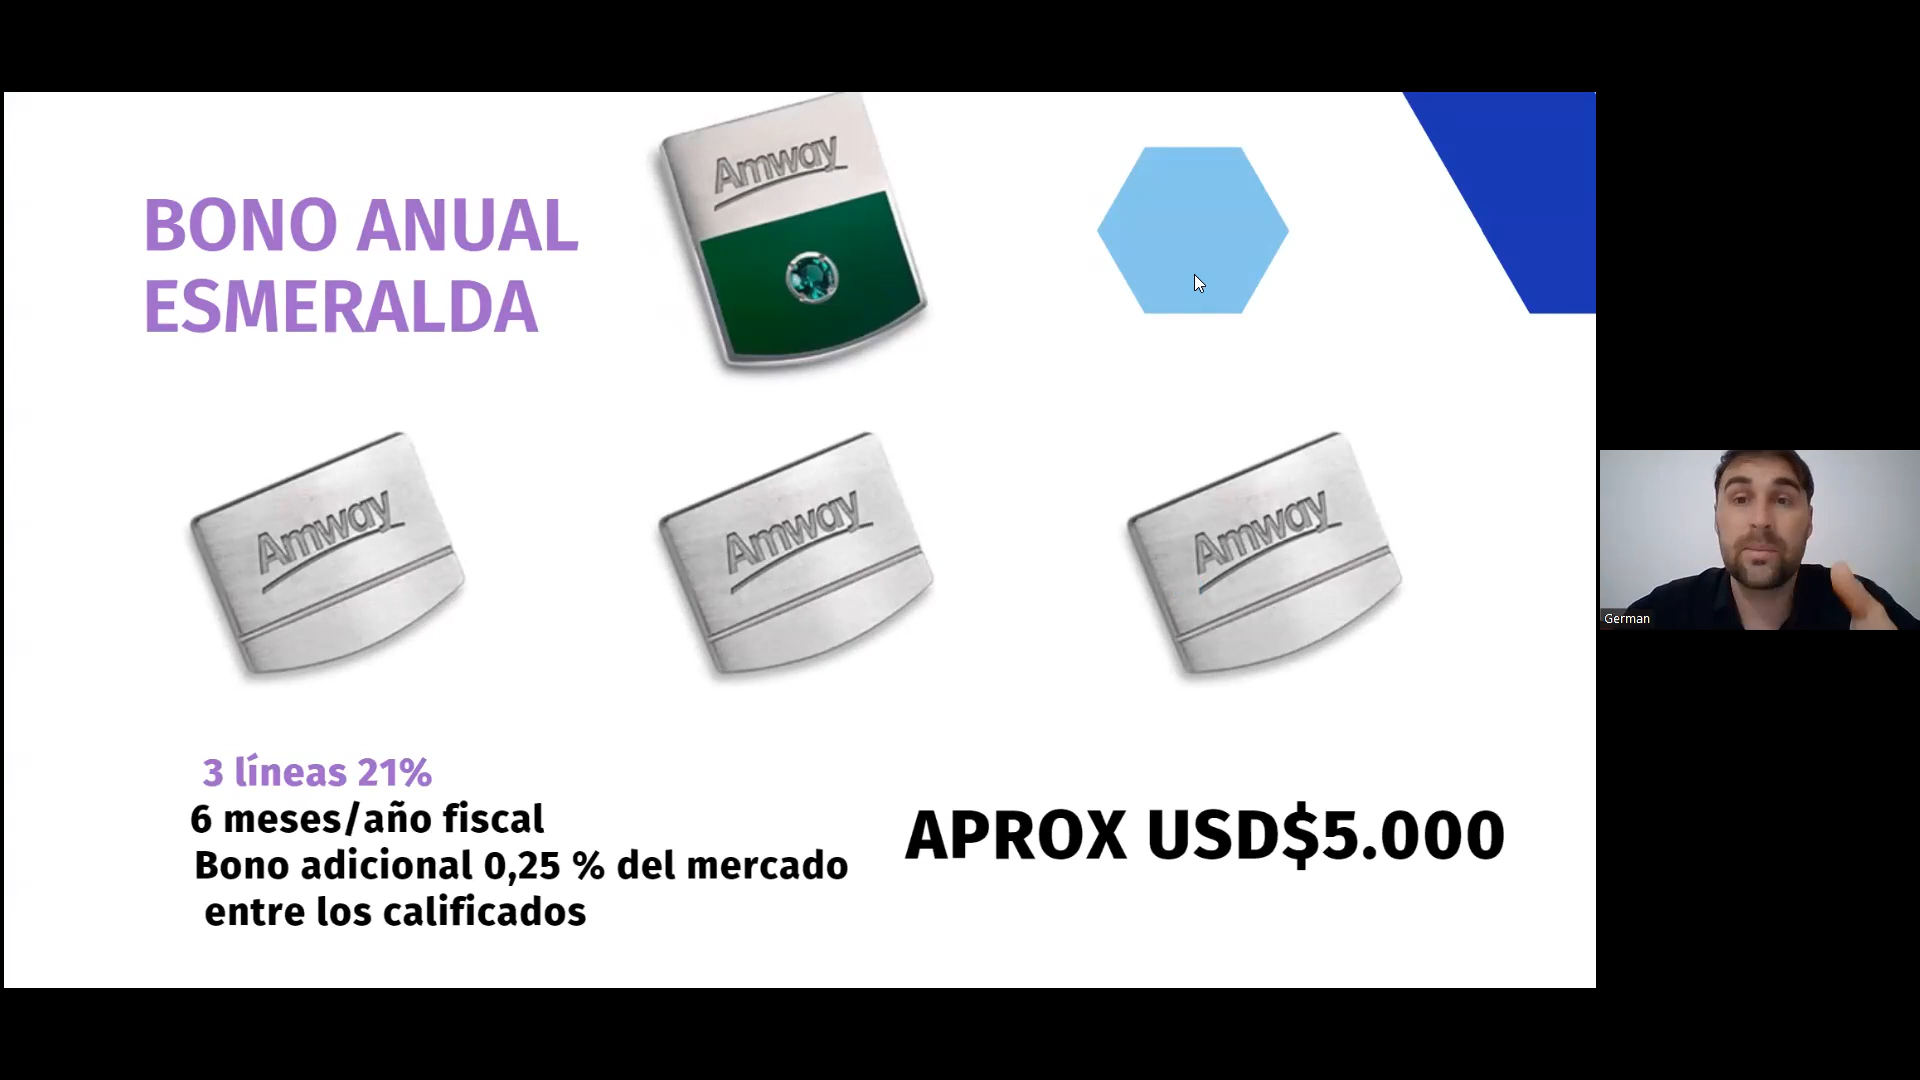 BONO ANUAL
ESMERALDA
Amway
Amway
Amway
Amway
3 líneas 21%
6 meses/año fiscal
Bono adicional 0,25 % del mercado
entre los calificados
APROX USD$5.000
German